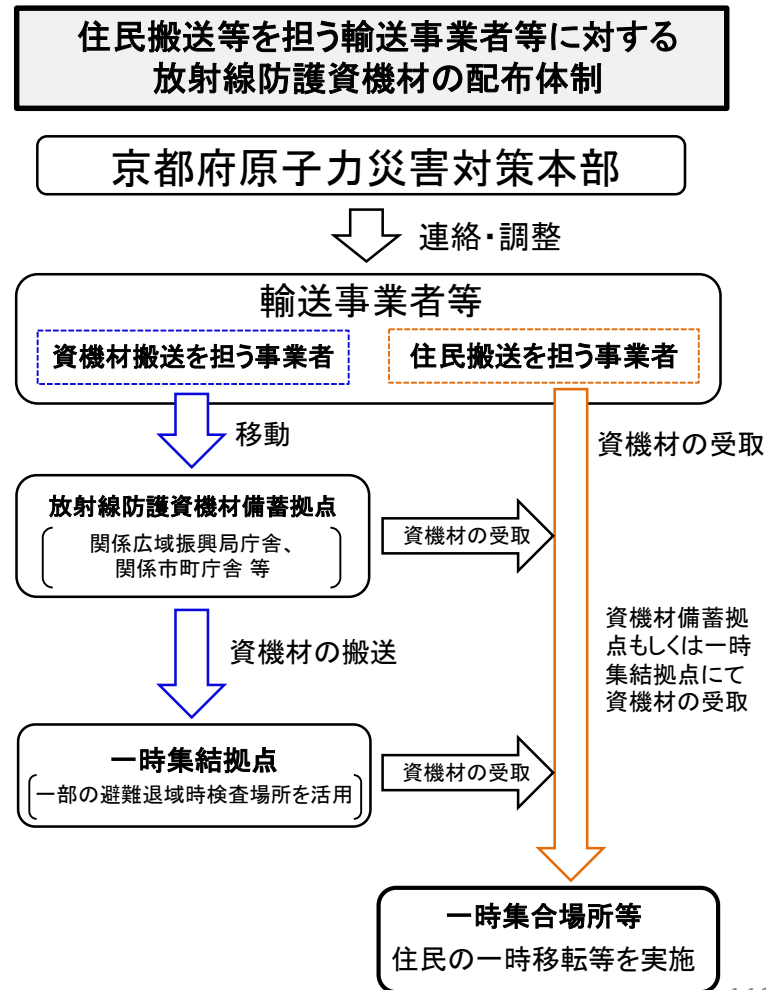 住民搬送等を担う輸送事業者等に対する
放射線防護資機材の配布体制
京都府原子力災害対策本部
連絡・調整
輸送事業者等
資機材搬送を担う事業者
住民搬送を担う事業者
移動
資機材の受取
放射線防護資機材備蓄拠点
関係広域振興局庁舎、
関係市町庁舎 等
資機材の受取
資機材の搬送
資機材備蓄拠
点もしくは一時
集結拠点にて
資機材の受取
一時集結拠点
一部の避難退域時検査場所を活用
資機材の受取
一時集合場所等
住民の一時移転等を実施